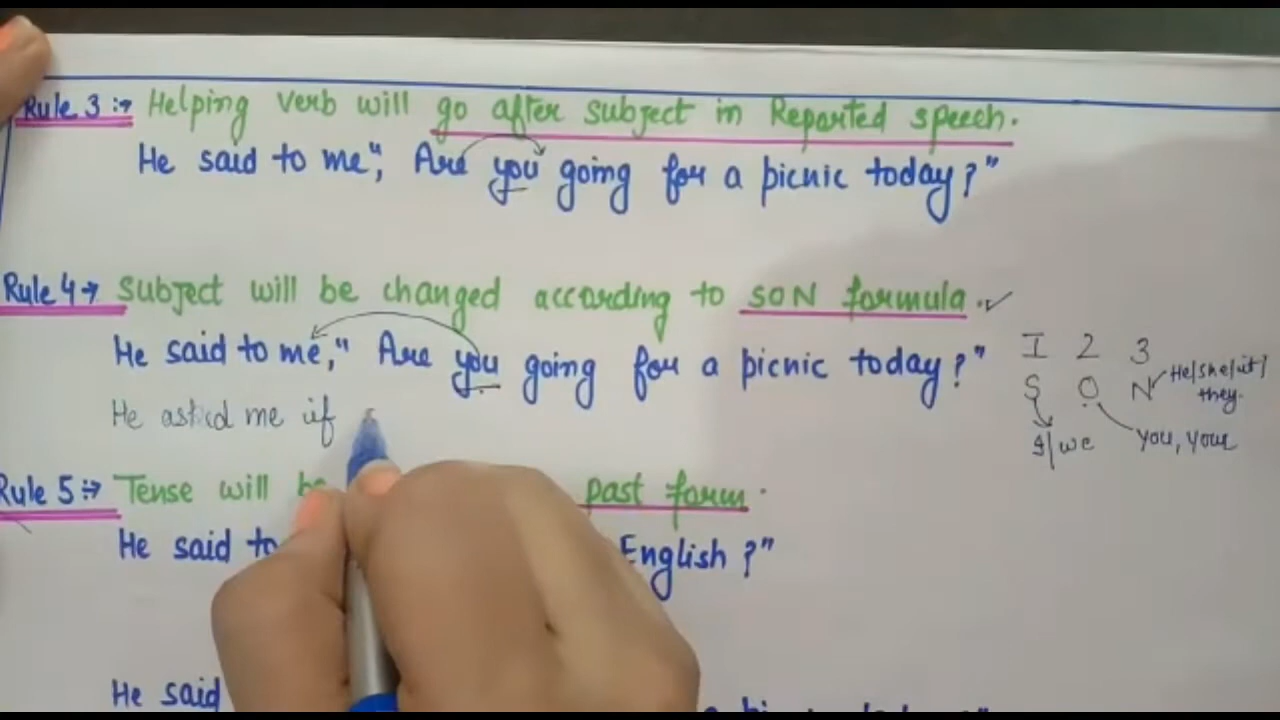 Rule 3 :→ Helping verb will go after subject in Reported speech.
He said to me", Are you going for a picnic today?"
Rule 4 → Subject will be changed according to SON formula. ✓
He said to me," Are you going for a picnic today?"
He asked me if
1 2 3
S O N He/she/it/
they.
I/we you, your
Rule 5 :→ Tense will be past form.
He said to English ?"
He said